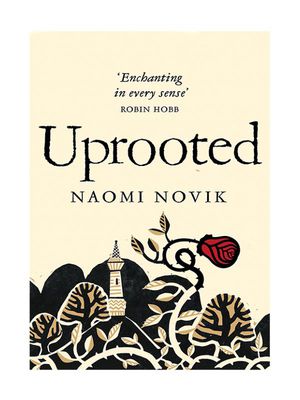 ‘Enchanting
in every sense’
ROBIN HOBB
Uprooted
NAOMI NOVIK